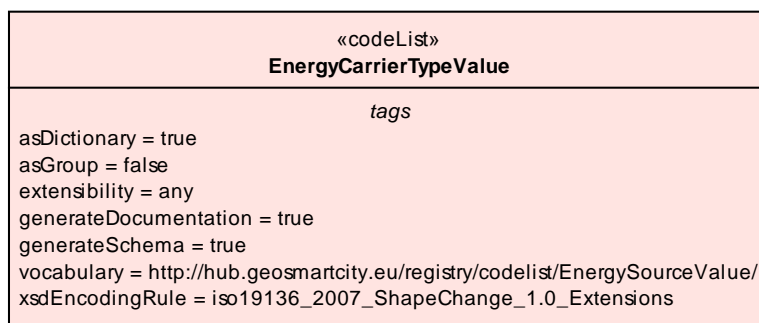 «codeList»
EnergyCarrierTypeValue
tags
asDictionary = true
asGroup = false
extensibility = any
generateDocumentation = true
generateSchema = true
vocabulary = http://hub.geosmartcity.eu/registry/codelist/EnergySourceValue/
xsdEncodingRule = iso19136_2007_ShapeChange_1.0_Extensions